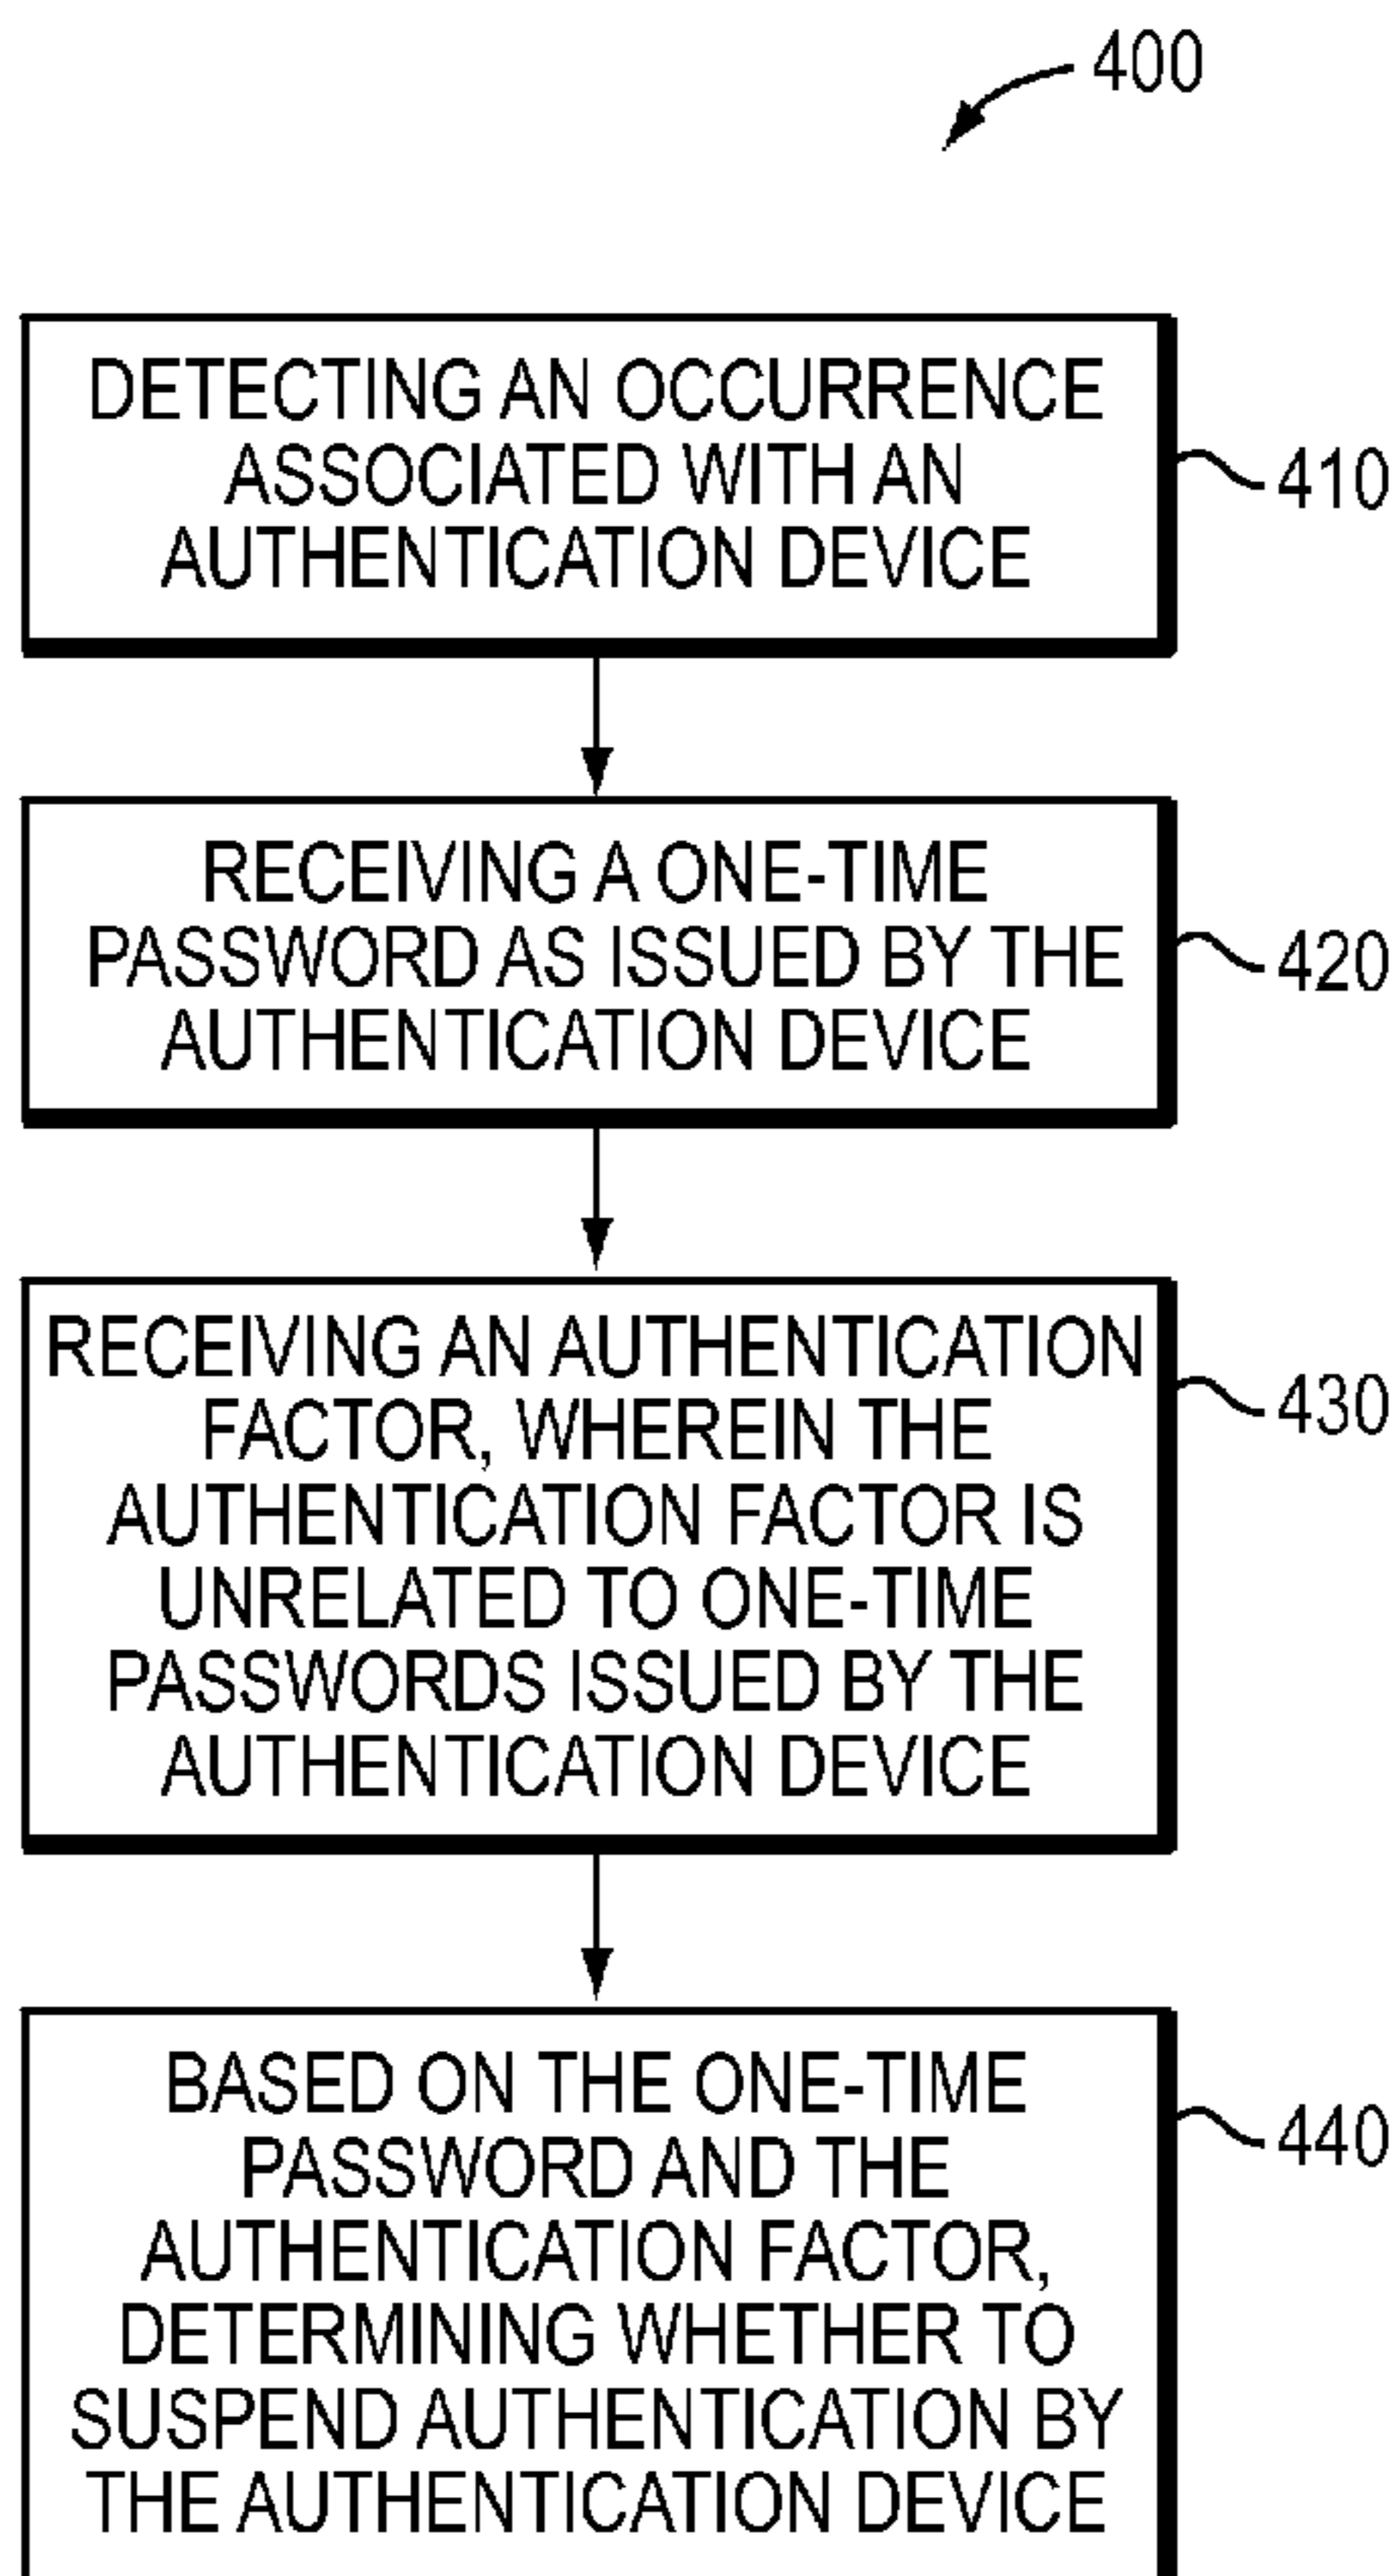 400
DETECTING AN OCCURRENCE
ASSOCIATED WITH AN
AUTHENTICATION DEVICE
410
RECEIVING A ONE-TIME
PASSWORD AS ISSUED BY THE
AUTHENTICATION DEVICE
420
RECEIVING AN AUTHENTICATION
FACTOR, WHEREIN THE
AUTHENTICATION FACTOR IS
UNRELATED TO ONE-TIME
PASSWORDS ISSUED BY THE
AUTHENTICATION DEVICE
430
BASED ON THE ONE-TIME
PASSWORD AND THE
AUTHENTICATION FACTOR,
DETERMINING WHETHER TO
SUSPEND AUTHENTICATION BY
THE AUTHENTICATION DEVICE
440